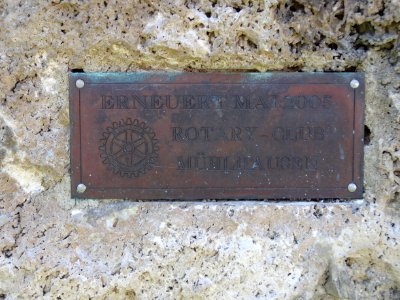 ERNEUERT MAI 2005
ROTARY-CLUB
MÜHLHAUSEN